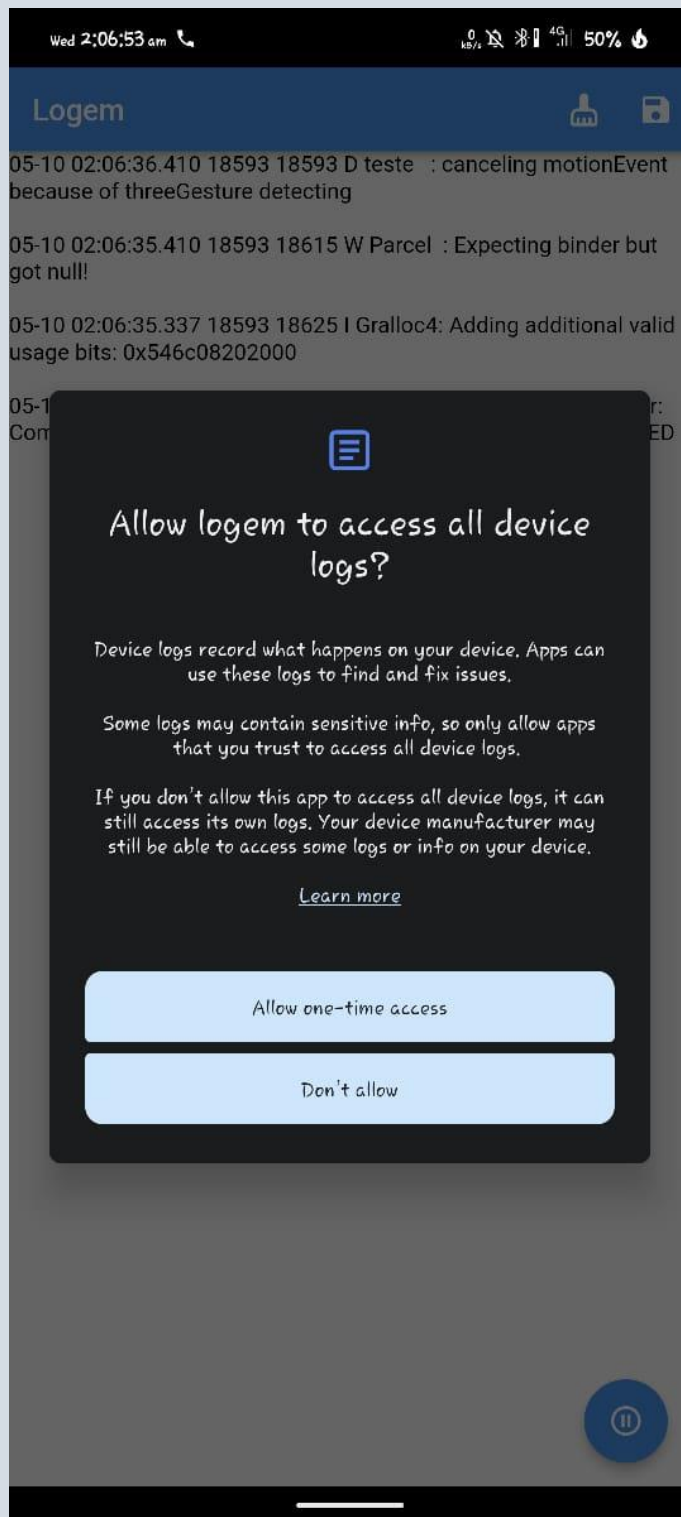 Wed 2:06:53 am
0 kB/s 4G 50%
Logem
05-10 02:06:36.410 18593 18593 D teste : canceling motionEvent
because of threeGesture detecting
05-10 02:06:35.410 18593 18615 W Parcel : Expecting binder but
got null!
05-10 02:06:35.337 18593 18625 I Gralloc4: Adding additional valid
usage bits: 0x546c08202000
05-1 r:
Com ED
Allow logem to access all device
logs?
Device logs record what happens on your device. Apps can
use these logs to find and fix issues.
Some logs may contain sensitive info, so only allow apps
that you trust to access all device logs.
If you don't allow this app to access all device logs, it can
still access its own logs. Your device manufacturer may
still be able to access some logs or info on your device.
Learn more
Allow one-time access
Don't allow